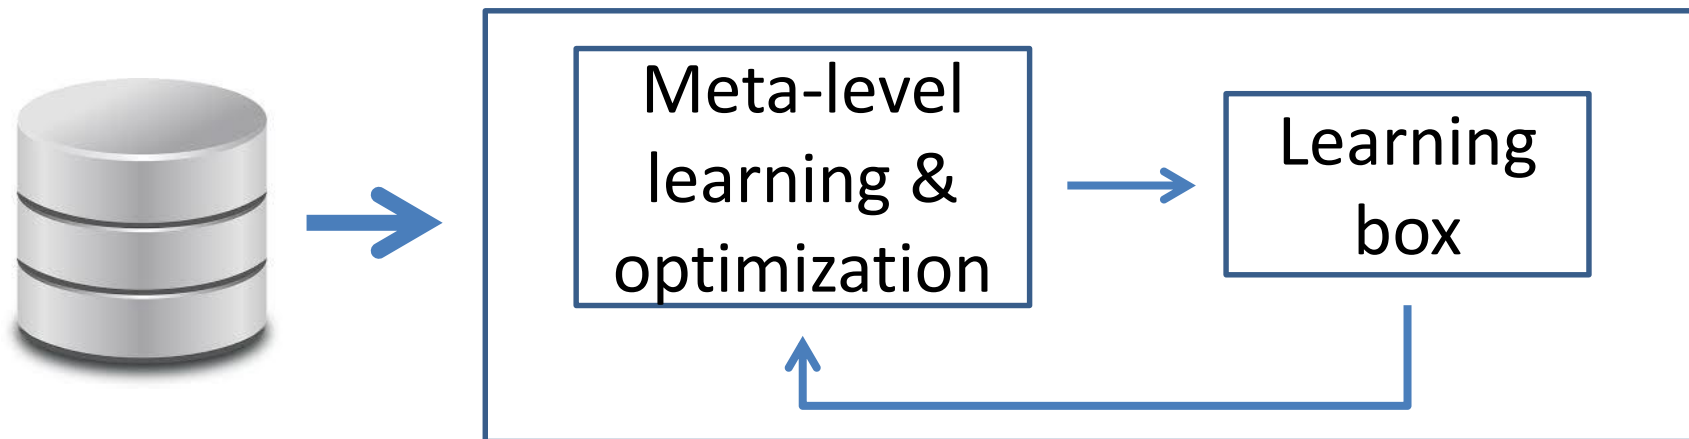 Meta-level
learning &
optimization
Learning
box